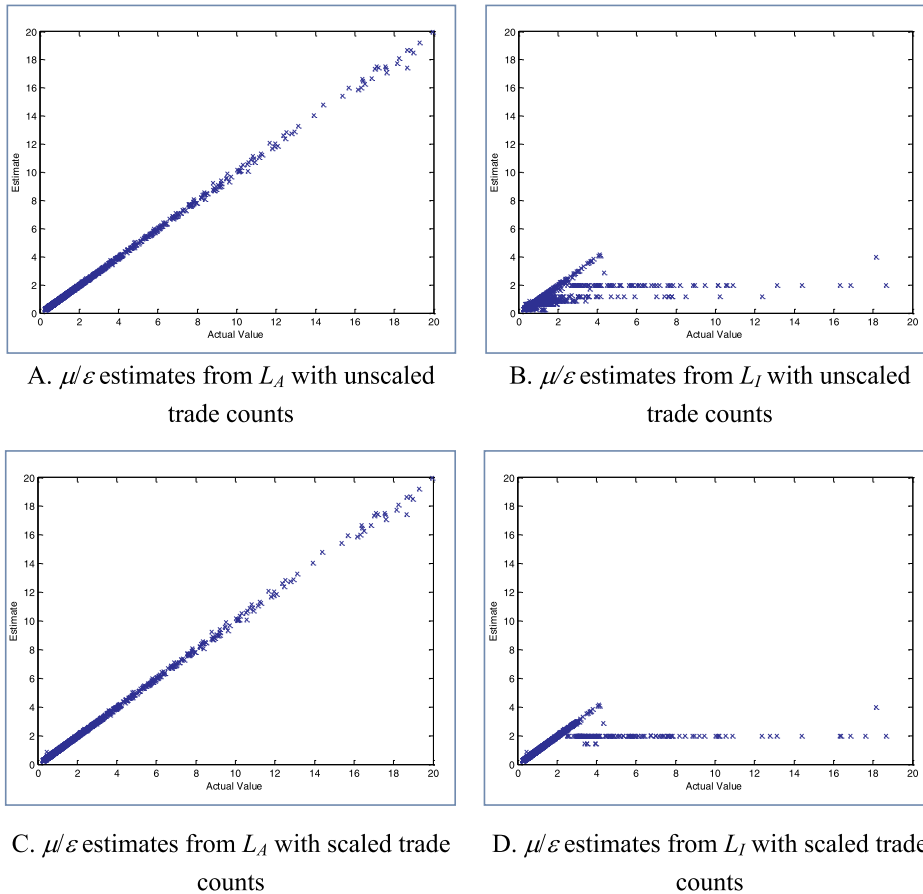 20
18
16
14
12
10
8
6
4
2
0
Estimate
0 2 4 6 8 10 12 14 16 18 20
Actual Value
A. μ/ε estimates from L_A with unscaled
trade counts
20
18
16
14
12
10
8
6
4
2
0
Estimate
0 2 4 6 8 10 12 14 16 18 20
Actual Value
B. μ/ε estimates from L_I with unscaled
trade counts
20
18
16
14
12
10
8
6
4
2
0
Estimate
0 2 4 6 8 10 12 14 16 18 20
Actual Value
C. μ/ε estimates from L_A with scaled trade
counts
20
18
16
14
12
10
8
6
4
2
0
Estimate
0 2 4 6 8 10 12 14 16 18 20
Actual Value
D. μ/ε estimates from L_I with scaled trade
counts